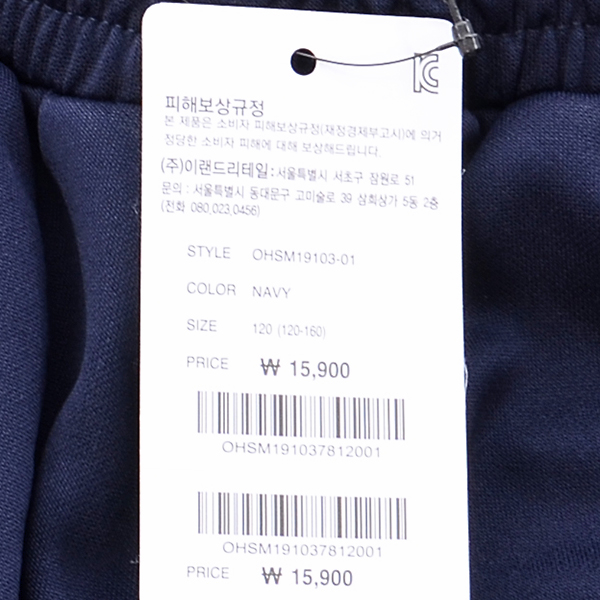 KC
피해보상규정
본 제품은 소비자 피해보상규정(재정경제부고시)에 의거
정당한 소비자 피해에 대해 보상해드립니다.
(주)이랜드리테일: 서울특별시 서초구 잠원로 51
문의 : 서울특별시 동대문구 고미술로 39 삼희상가 5동 2층
(전화 080,023,0456)
STYLE OHSM19103-01
COLOR NAVY
SIZE 120 (120-160)
PRICE ₩ 15,900
OHSM191037812001
OHSM191037812001
PRICE ₩ 15,900